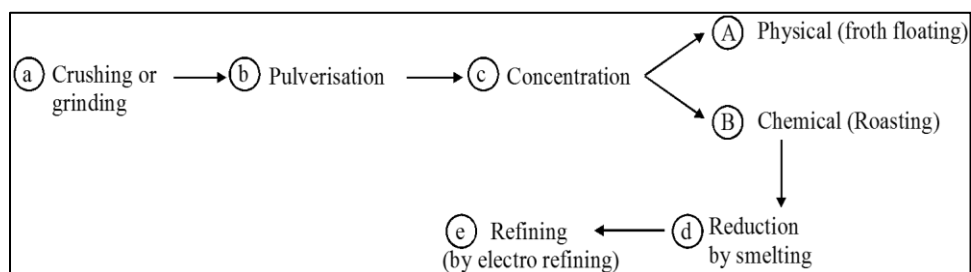 A Physical (froth floating)
a Crushing or
grinding
b Pulverisation
c Concentration
B Chemical (Roasting)
d Reduction
by smelting
e Refining
(by electro refining)